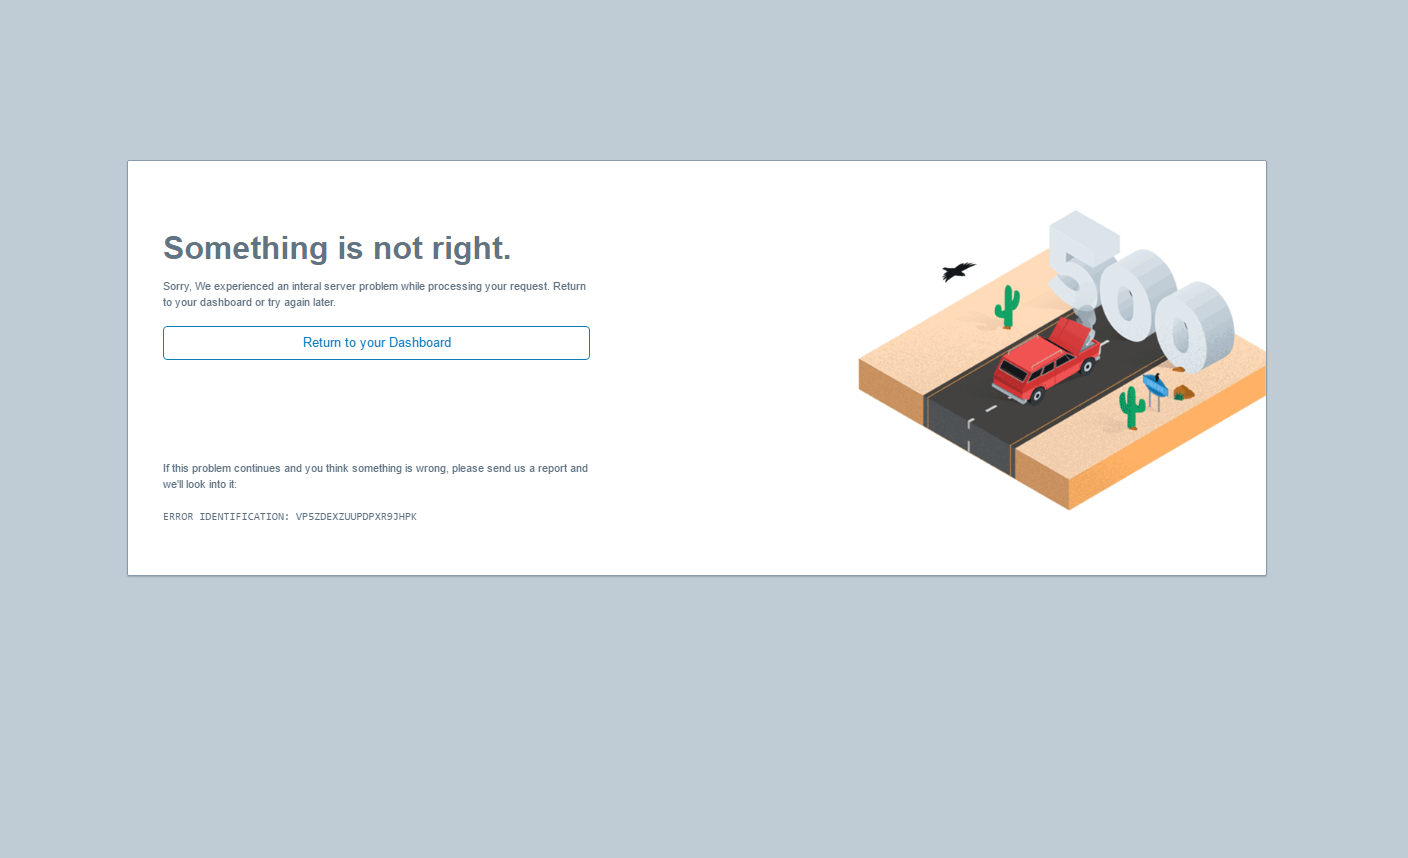 Something is not right.
Sorry, We experienced an interal server problem while processing your request. Return
to your dashboard or try again later.
Return to your Dashboard
If this problem continues and you think something is wrong, please send us a report and
we'll look into it:
ERROR IDENTIFICATION: VP5ZDEXZUUPDPXR9JHPK
500